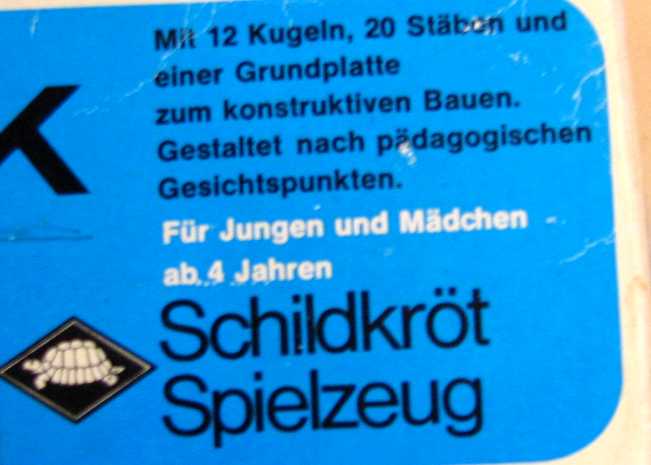 K
Mit 12 Kugeln, 20 Stäben und
einer Grundplatte
zum konstruktiven Bauen.
Gestaltet nach pädagogischen
Gesichtspunkten.
Für Jungen und Mädchen
ab 4 Jahren
Schildkröt
Spielzeug